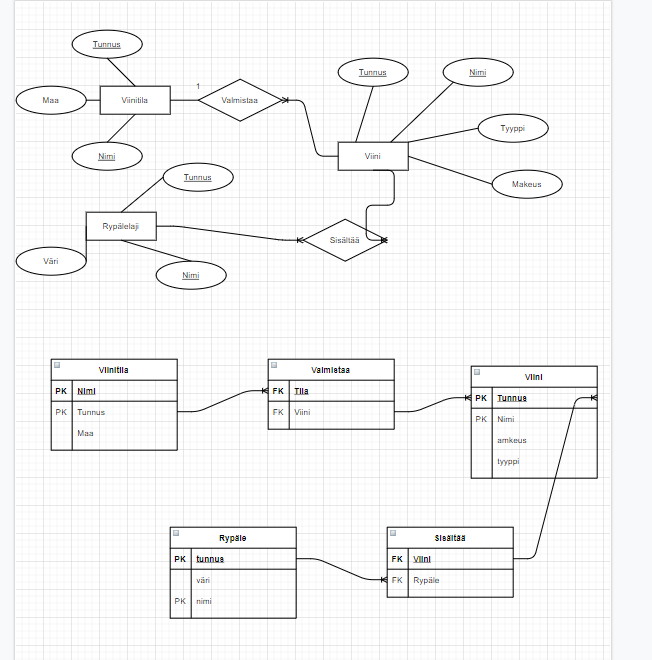 Tunnus
Maa
Viinitila
Nimi
1
Valmistaa
Tunnus
Nimi
Tyyppi
Viini
Makeus
Tunnus
Rypälelaji
Väri
Nimi
Sisältää
Viinitila
PK Nimi
PK Tunnus
Maa
Valmistaa
FK Tila
FK Viini
Viini
PK Tunnus
PK Nimi
amkeus
tyyppi
Rypäle
PK tunnus
väri
PK nimi
Sisältää
FK Viini
FK Rypäle